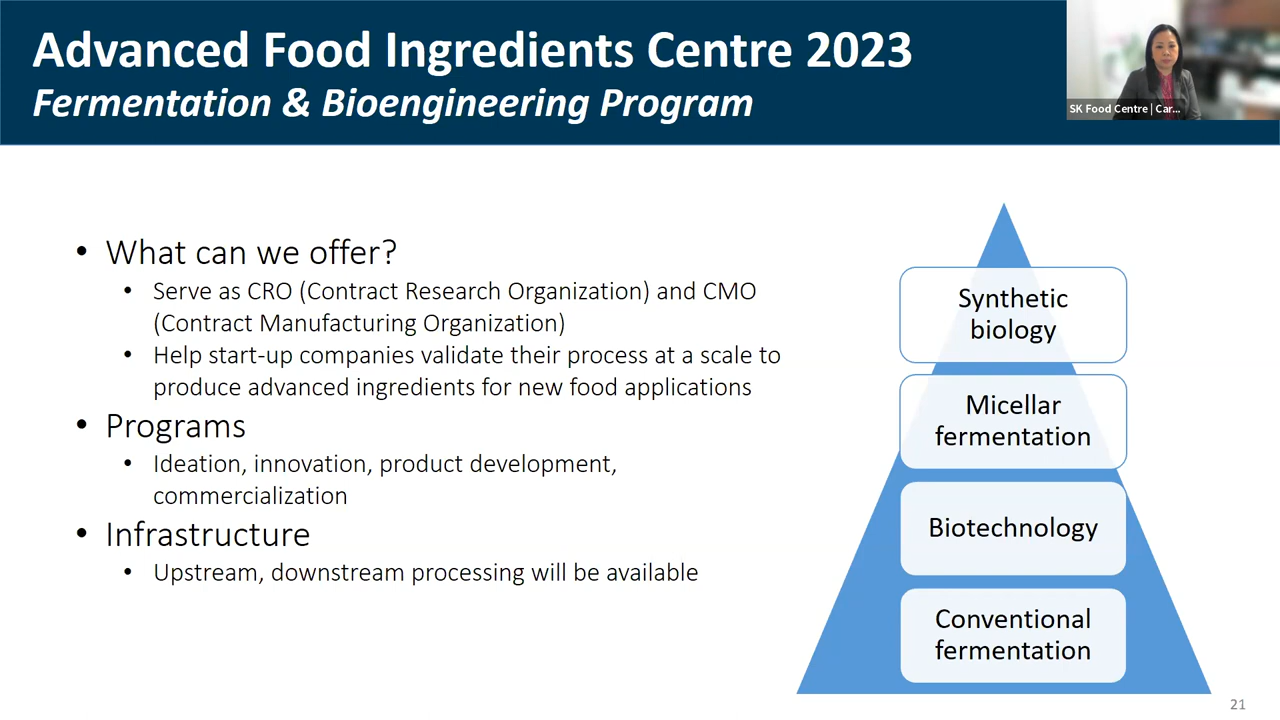 Advanced Food Ingredients Centre 2023
Fermentation & Bioengineering Program
SK Food Centre | Car...
• What can we offer?
• Serve as CRO (Contract Research Organization) and CMO
(Contract Manufacturing Organization)
• Help start-up companies validate their process at a scale to
produce advanced ingredients for new food applications
• Programs
• Ideation, innovation, product development,
commercialization
• Infrastructure
• Upstream, downstream processing will be available
Synthetic
biology
Micellar
fermentation
Biotechnology
Conventional
fermentation
21